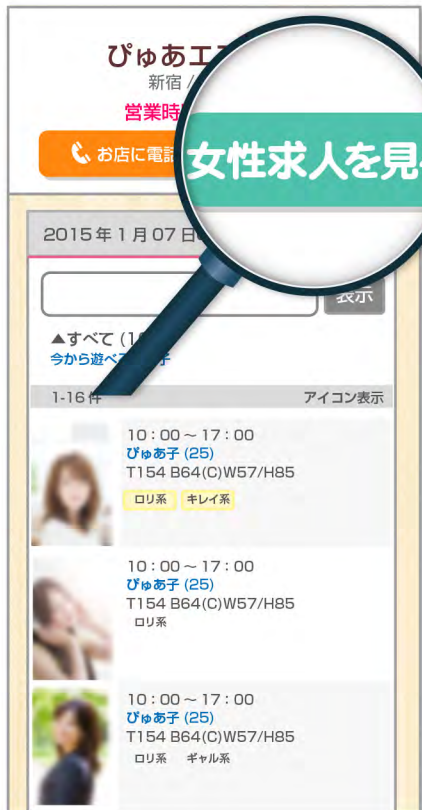 ぴゅあエ
新宿 /
営業時
お店に電話
女性求人を見
2015年1月07日
表示
▲すべて (1
今から遊べ 子
1-16件 アイコン表示
10:00~17:00
ぴゅあ子 (25)
T154 B64(C)W57/H85
ロリ系 キレイ系
10:00~17:00
ぴゅあ子 (25)
T154 B64(C)W57/H85
ロリ系
10:00~17:00
ぴゅあ子 (25)
T154 B64(C)W57/H85
ロリ系 ギャル系